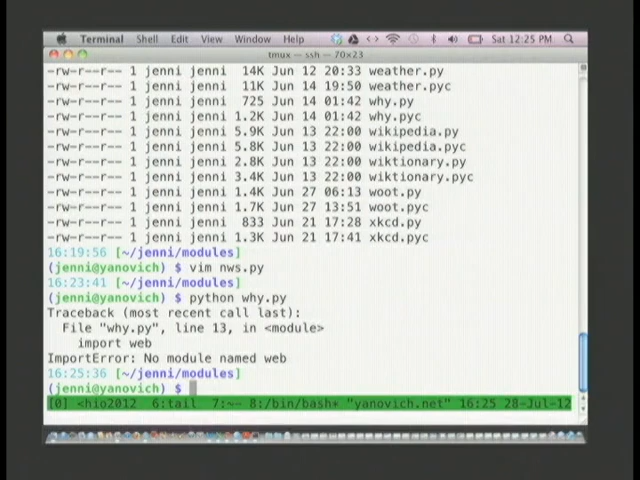 Terminal Shell Edit View Window Help Sat 12:25 PM
tmux — ssh — 70×23
-rw-r--r-- 1 jenni jenni 14K Jun 12 20:33 weather.py
-rw-r--r-- 1 jenni jenni 11K Jun 14 19:50 weather.pyc
-rw-r--r-- 1 jenni jenni 725 Jun 14 01:42 why.py
-rw-r--r-- 1 jenni jenni 1.2K Jun 14 01:42 why.pyc
-rw-r--r-- 1 jenni jenni 5.9K Jun 13 22:00 wikipedia.py
-rw-r--r-- 1 jenni jenni 5.8K Jun 13 22:00 wikipedia.pyc
-rw-r--r-- 1 jenni jenni 2.8K Jun 13 22:00 wiktionary.py
-rw-r--r-- 1 jenni jenni 3.4K Jun 13 22:00 wiktionary.pyc
-rw-r--r-- 1 jenni jenni 1.4K Jun 27 06:13 woot.py
-rw-r--r-- 1 jenni jenni 1.7K Jun 27 13:51 woot.pyc
-rw-r--r-- 1 jenni jenni 833 Jun 21 17:28 xkcd.py
-rw-r--r-- 1 jenni jenni 1.3K Jun 21 17:41 xkcd.pyc
16:19:56 [~/jenni/modules]
(jenni@yanovich) $ vim nws.py
16:23:41 [~/jenni/modules]
(jenni@yanovich) $ python why.py
Traceback (most recent call last):
File "why.py", line 13, in <module>
import web
ImportError: No module named web
16:25:36 [~/jenni/modules]
(jenni@yanovich) $
[0] <hio2012 6:tail 7:~- 8:/bin/bash* "yanovich.net" 16:25 28-Jul-12